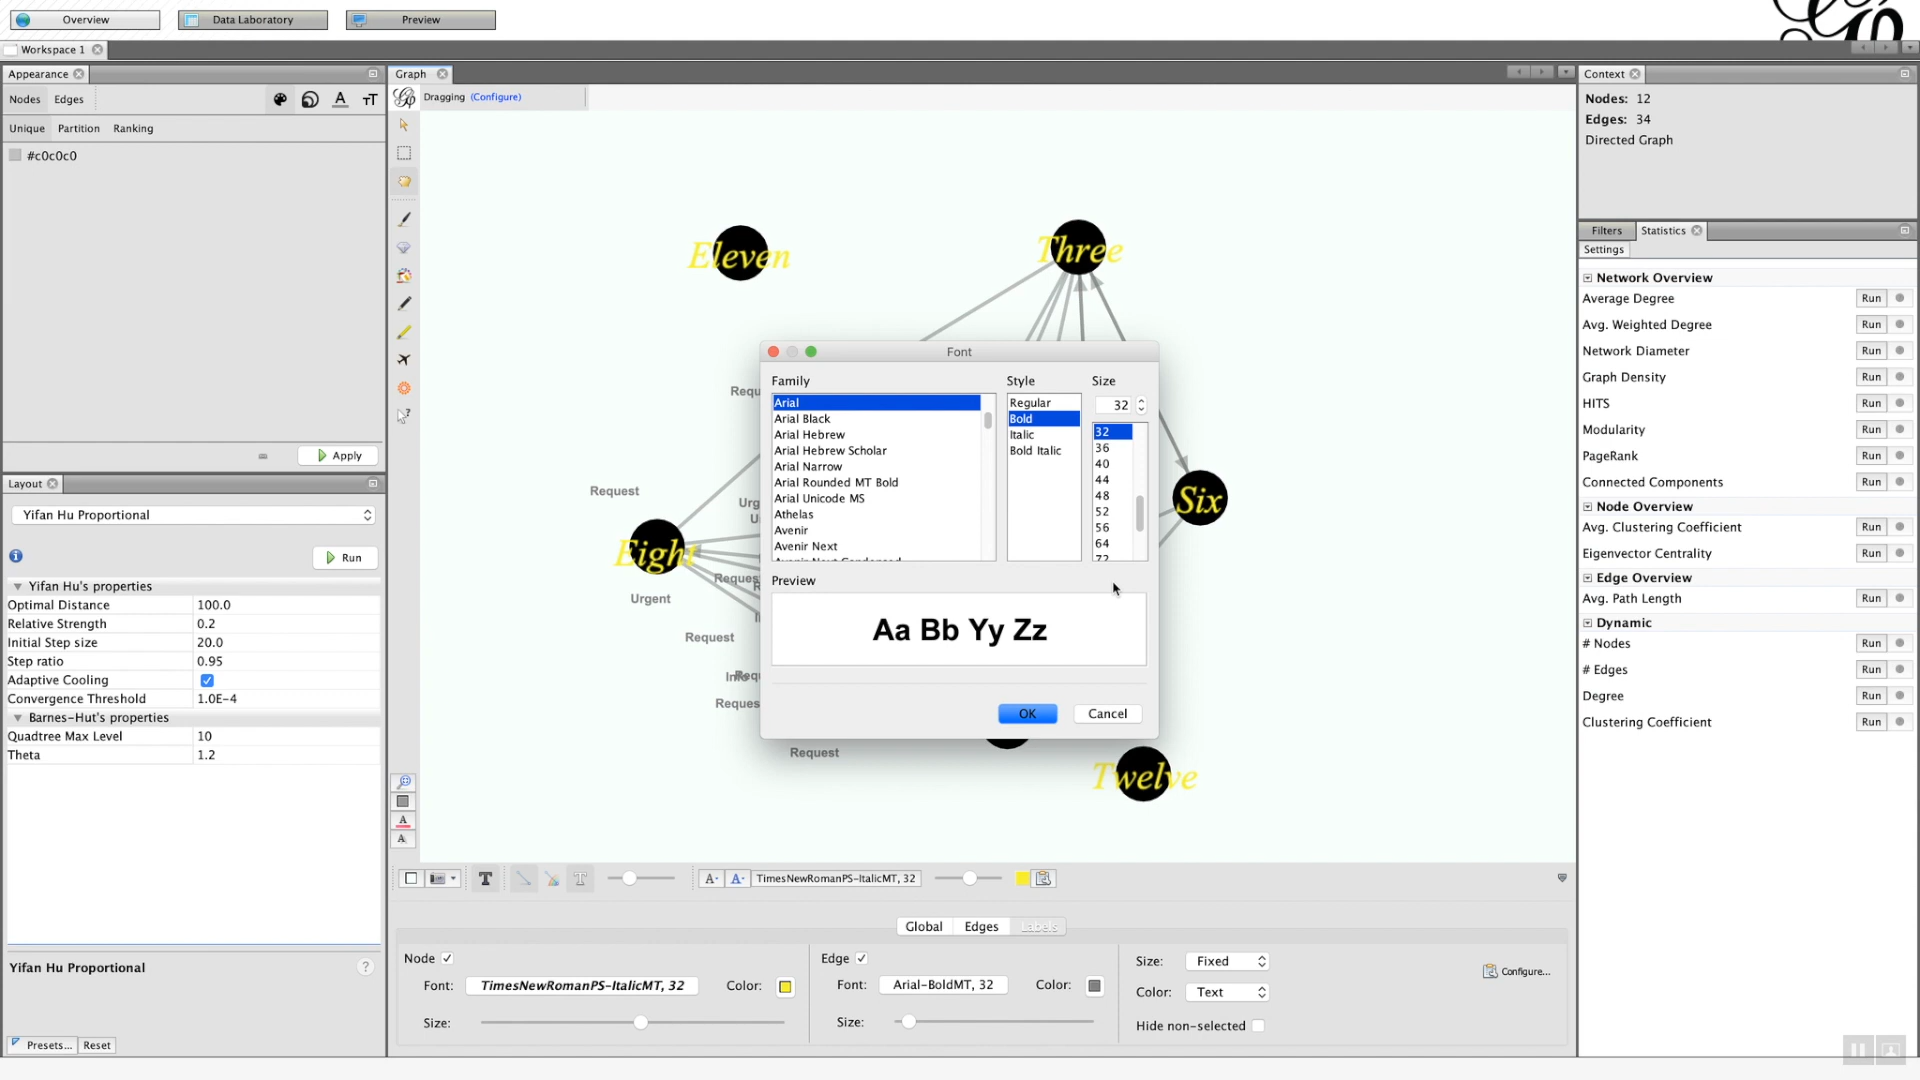 Overview
Data Laboratory
Preview
Workspace 1
Appearance
Nodes
Edges
Unique
Partition
Ranking
#c0c0c0
Apply
Layout
Yifan Hu Proportional
Run
Yifan Hu's properties
Optimal Distance 100.0
Relative Strength 0.2
Initial Step size 20.0
Step ratio 0.95
Adaptive Cooling
Convergence Threshold 1.0E-4
Barnes-Hut's properties
Quadtree Max Level 10
Theta 1.2
Yifan Hu Proportional
Presets...
Reset
Graph
Dragging (Configure)
Eleven
Three
Six
Eight
Twelve
Request
Urgent
Request
Request
Font
Family
Arial
Arial Black
Arial Hebrew
Arial Hebrew Scholar
Arial Narrow
Arial Rounded MT Bold
Arial Unicode MS
Athelas
Avenir
Avenir Next
Style
Regular
Bold
Italic
Bold Italic
Size
32
32
36
40
44
48
52
56
64
72
Preview
Aa Bb Yy Zz
OK
Cancel
TimesNewRomanPS-ItalicMT, 32
Global
Edges
Labels
Node
Font: TimesNewRomanPS-ItalicMT, 32 Color:
Size:
Edge
Font: Arial-BoldMT, 32 Color:
Size:
Size: Fixed
Color: Text
Hide non-selected
Configure...
Context
Nodes: 12
Edges: 34
Directed Graph
Filters
Statistics
Settings
Network Overview
Average Degree Run
Avg. Weighted Degree Run
Network Diameter Run
Graph Density Run
HITS Run
Modularity Run
PageRank Run
Connected Components Run
Node Overview
Avg. Clustering Coefficient Run
Eigenvector Centrality Run
Edge Overview
Avg. Path Length Run
Dynamic
# Nodes Run
# Edges Run
Degree Run
Clustering Coefficient Run